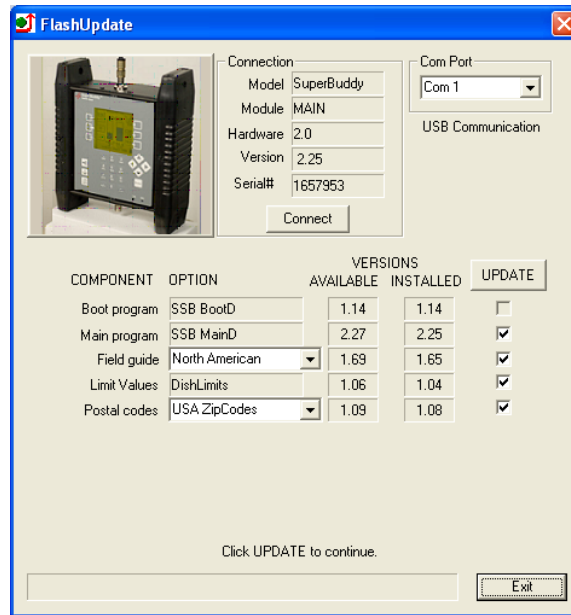 FlashUpdate
Connection
Model SuperBuddy
Module MAIN
Hardware 2.0
Version 2.25
Serial# 1657953
Connect
Com Port
Com 1
USB Communication
VERSIONS
COMPONENT OPTION AVAILABLE INSTALLED UPDATE
Boot program SSB BootD 1.14 1.14
Main program SSB MainD 2.27 2.25
Field guide North American 1.69 1.65
Limit Values DishLimits 1.06 1.04
Postal codes USA ZipCodes 1.09 1.08
Click UPDATE to continue.
Exit